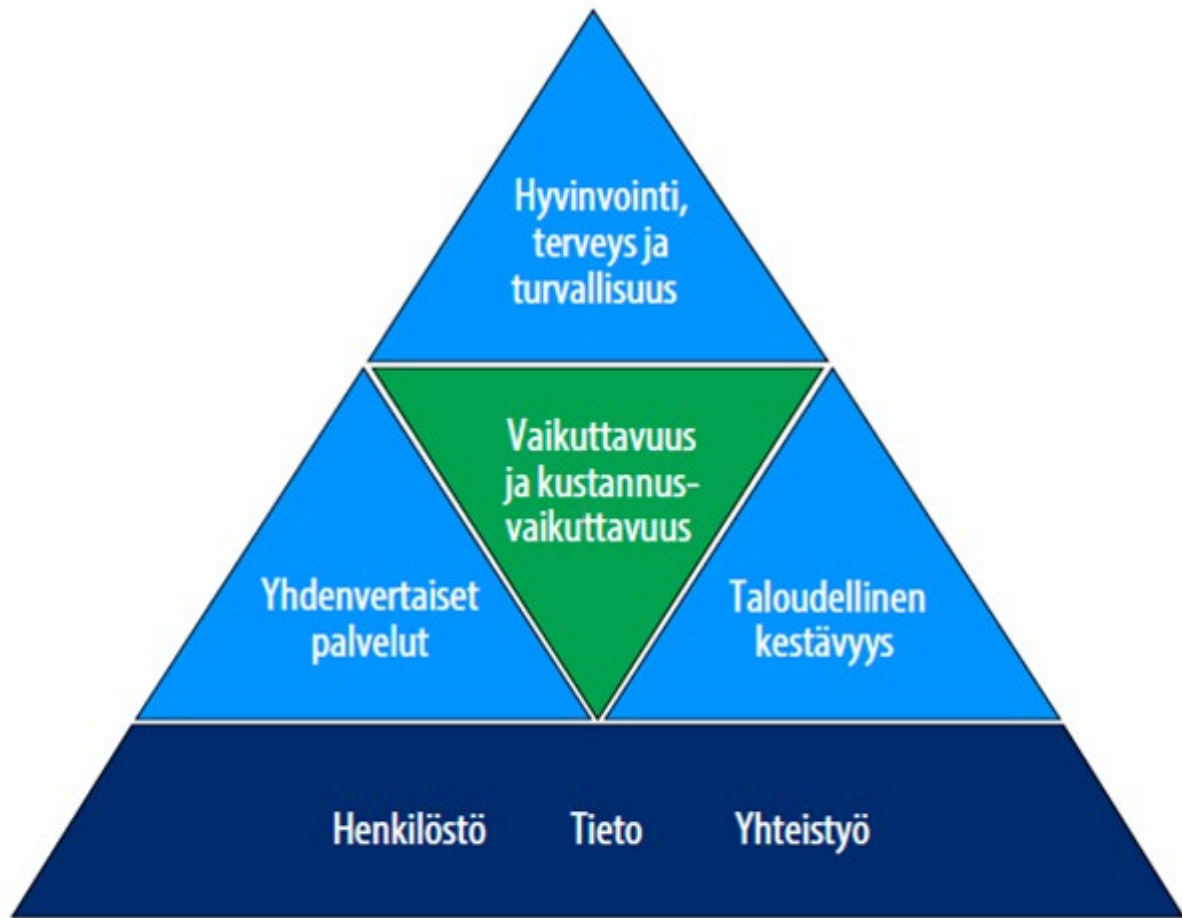 Hyvinvointi,
terveys ja
turvallisuus
Vaikuttavuus
ja kustannus-
vaikuttavuus
Yhdenvertaiset
palvelut
Taloudellinen
kestävyys
Henkilöstö Tieto Yhteistyö